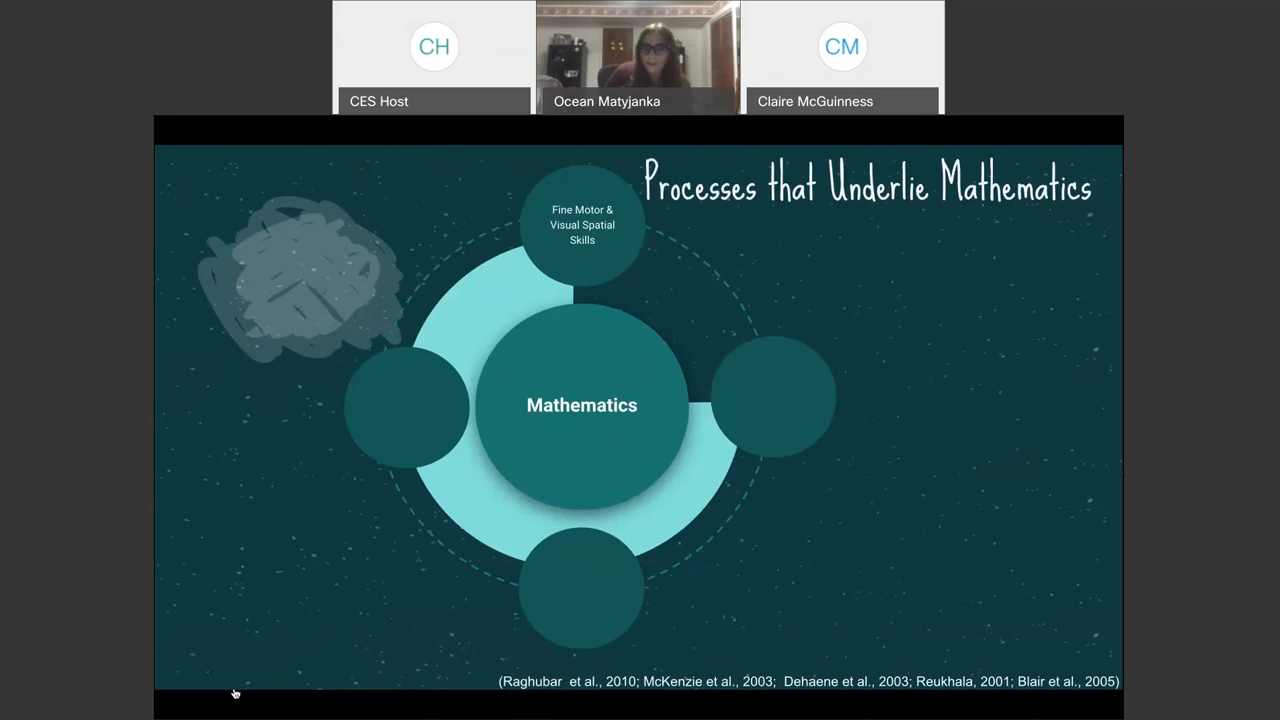 CH
CM
CES Host
Ocean Matyjanka
Claire McGuinness
Processes that Underlie Mathematics
Fine Motor &
Visual Spatial
Skills
Mathematics
(Raghubar et al., 2010; McKenzie et al., 2003; Dehaene et al., 2003; Reukhala, 2001; Blair et al., 2005)